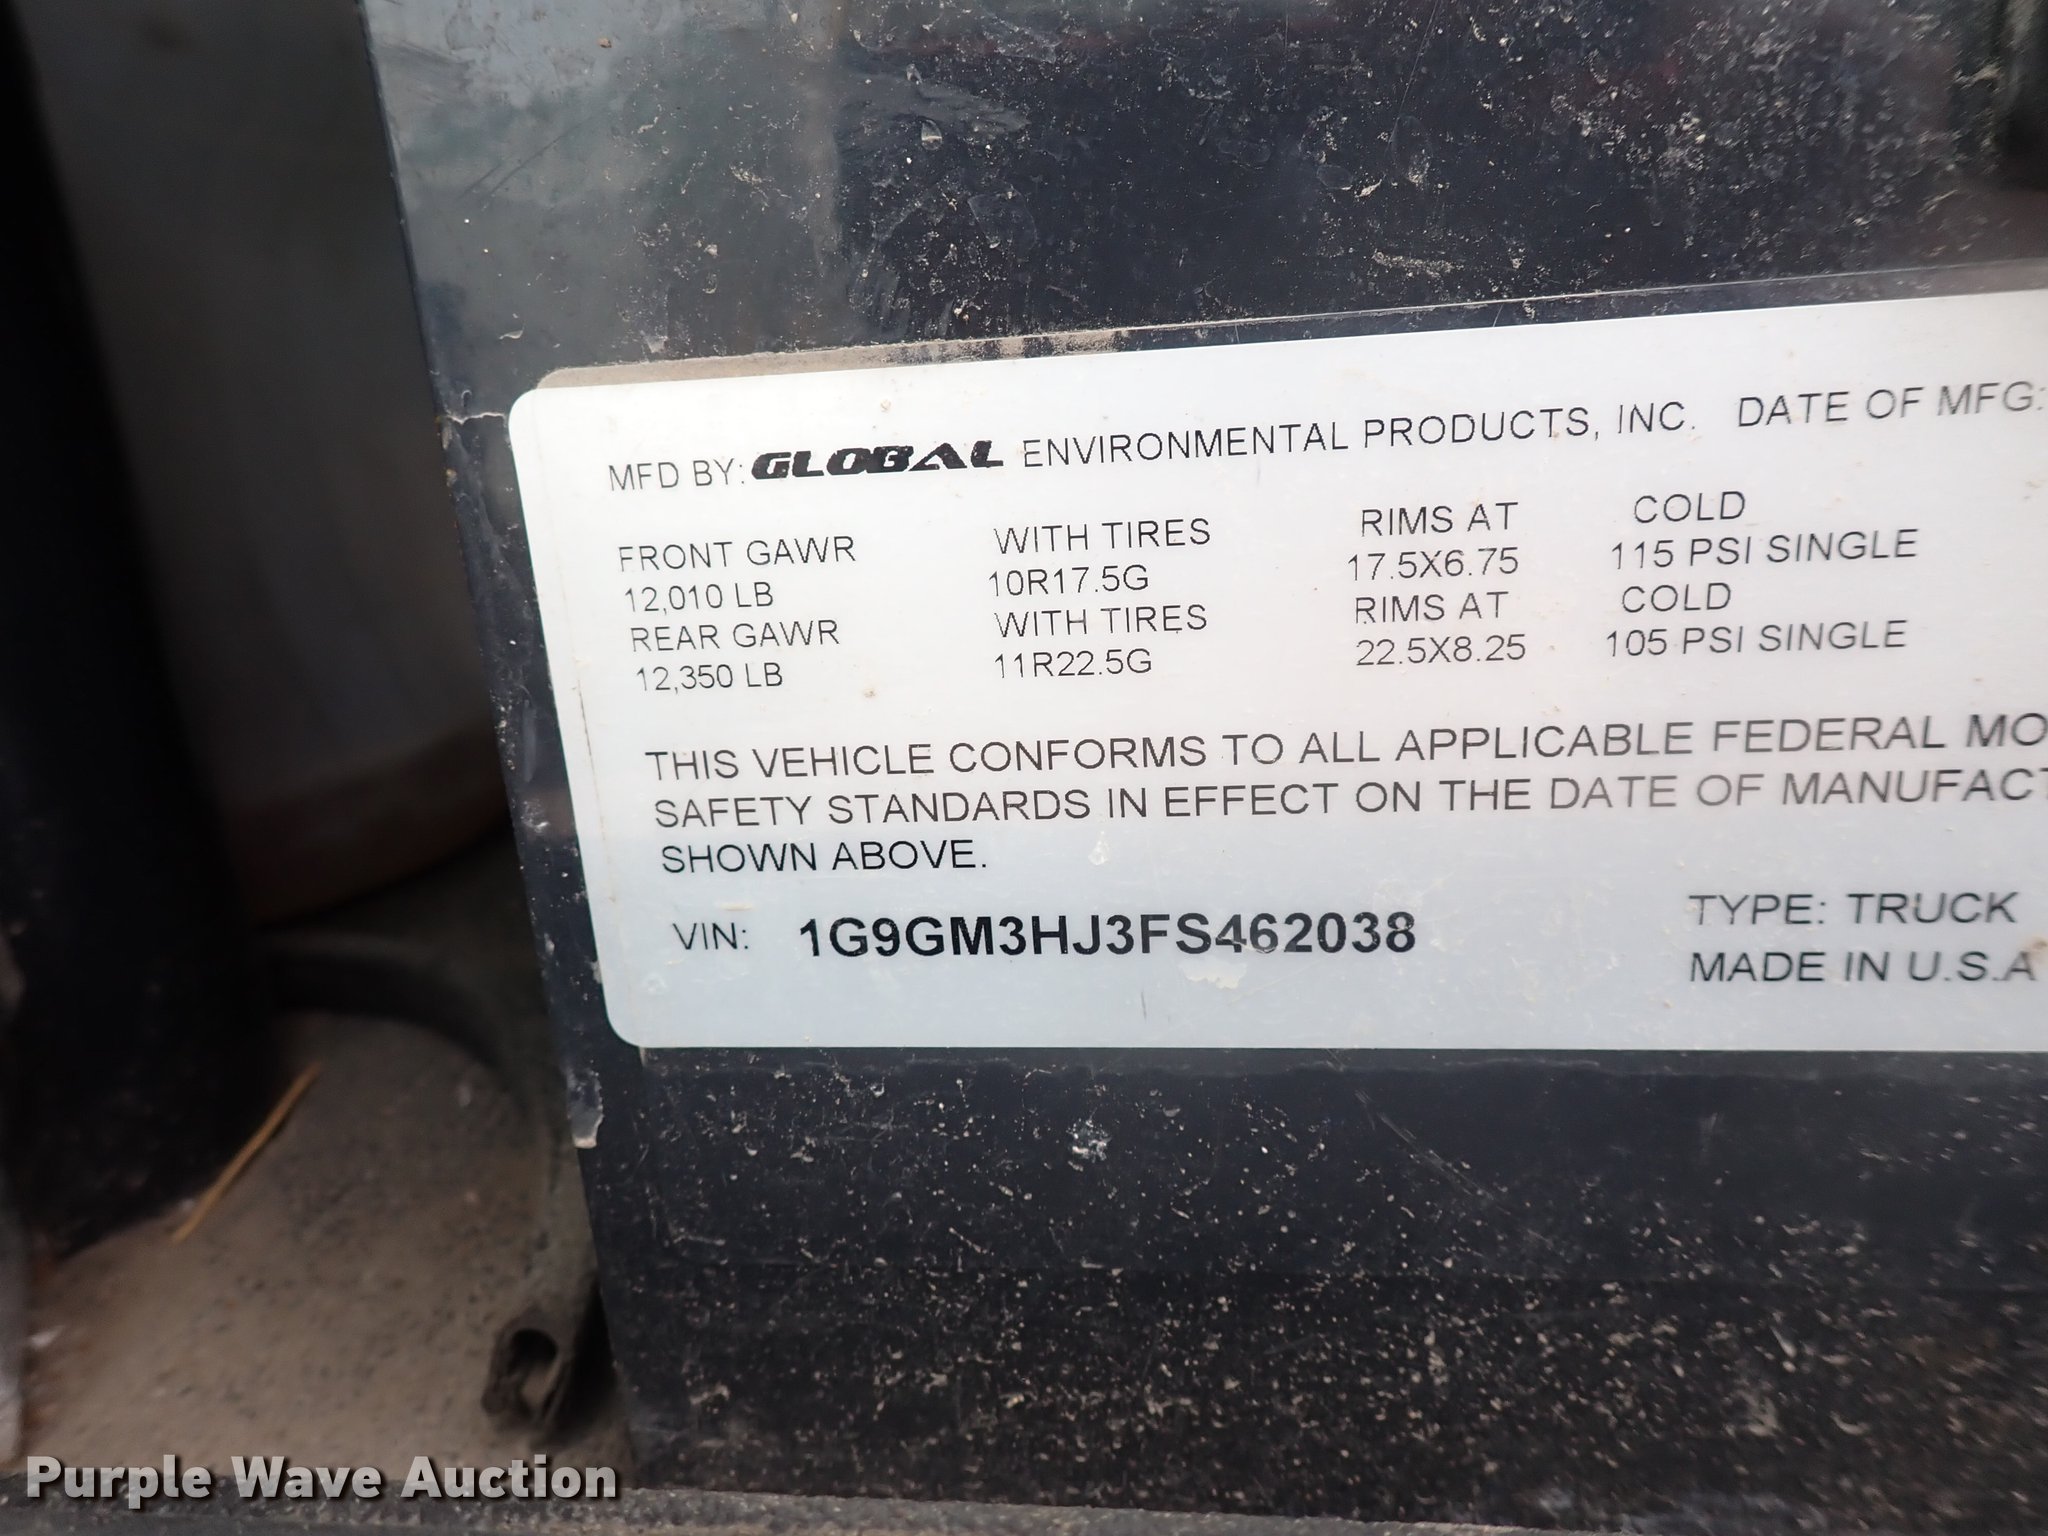 MFD BY: GLOBAL ENVIRONMENTAL PRODUCTS, INC. DATE OF MFG:
FRONT GAWR WITH TIRES RIMS AT COLD
12,010 LB 10R17.5G 17.5X6.75 115 PSI SINGLE
REAR GAWR WITH TIRES RIMS AT COLD
12,350 LB 11R22.5G 22.5X8.25 105 PSI SINGLE
THIS VEHICLE CONFORMS TO ALL APPLICABLE FEDERAL MO
SAFETY STANDARDS IN EFFECT ON THE DATE OF MANUFACT
SHOWN ABOVE.
VIN: 1G9GM3HJ3FS462038 TYPE: TRUCK
MADE IN U.S.A
Purple Wave Auction